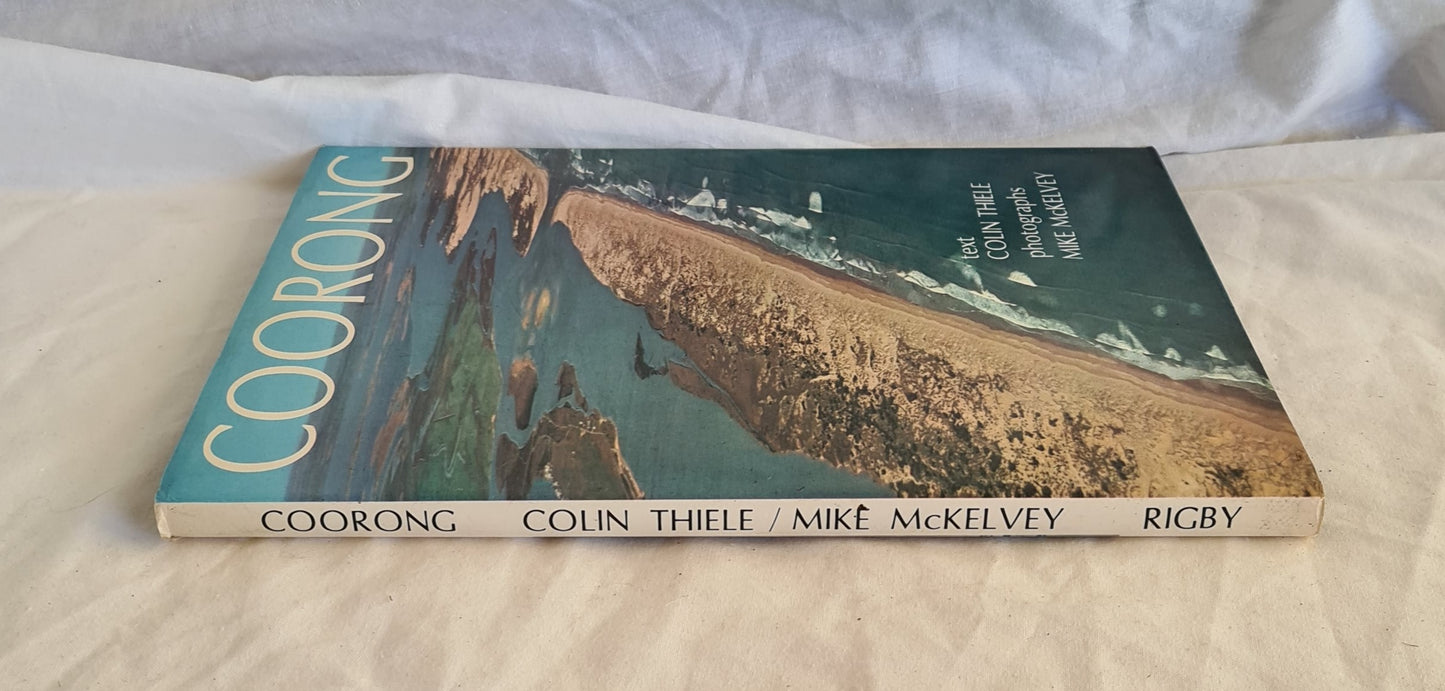 COORONG
text
COLIN THIELE
photographs
MIKE McKELVEY
COORONG COLIN THIELE / MIKE McKELVEY RIGBY